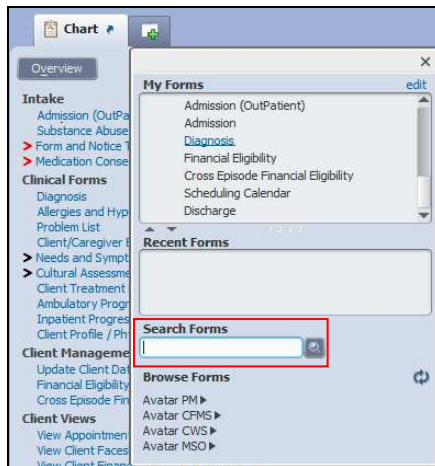 Chart
Overview
Intake
Admission (OutPa
Substance Abuse
Form and Notice T
Medication Conse
Clinical Forms
Diagnosis
Allergies and Hyp
Problem List
Client/Caregiver E
Needs and Sympt
Cultural Assessme
Client Treatment
Ambulatory Progr
Inpatient Progres
Client Profile / Ph
Client Manageme
Update Client Dat
Financial Eligibility
Cross Episode Fin
Client Views
View Appointmen
View Client Faces
View Client Financ
My Forms
edit
Admission (OutPatient)
Admission
Diagnosis
Financial Eligibility
Cross Episode Financial Eligibility
Scheduling Calendar
Discharge
Recent Forms
Search Forms
Browse Forms
Avatar PM
Avatar CFMS
Avatar CWS
Avatar MSO